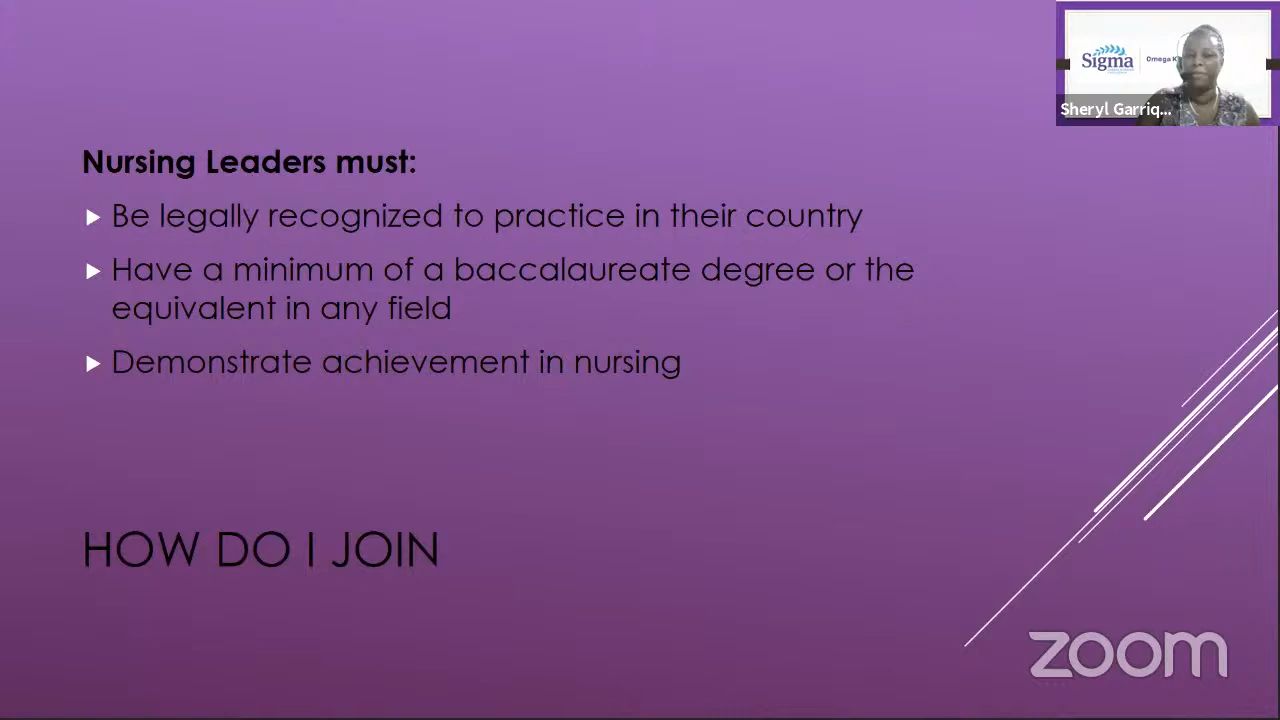 Sigma
Omega K
Sheryl Garriq...
Nursing Leaders must:
Be legally recognized to practice in their country
Have a minimum of a baccalaureate degree or the
equivalent in any field
Demonstrate achievement in nursing
HOW DO I JOIN
zoom